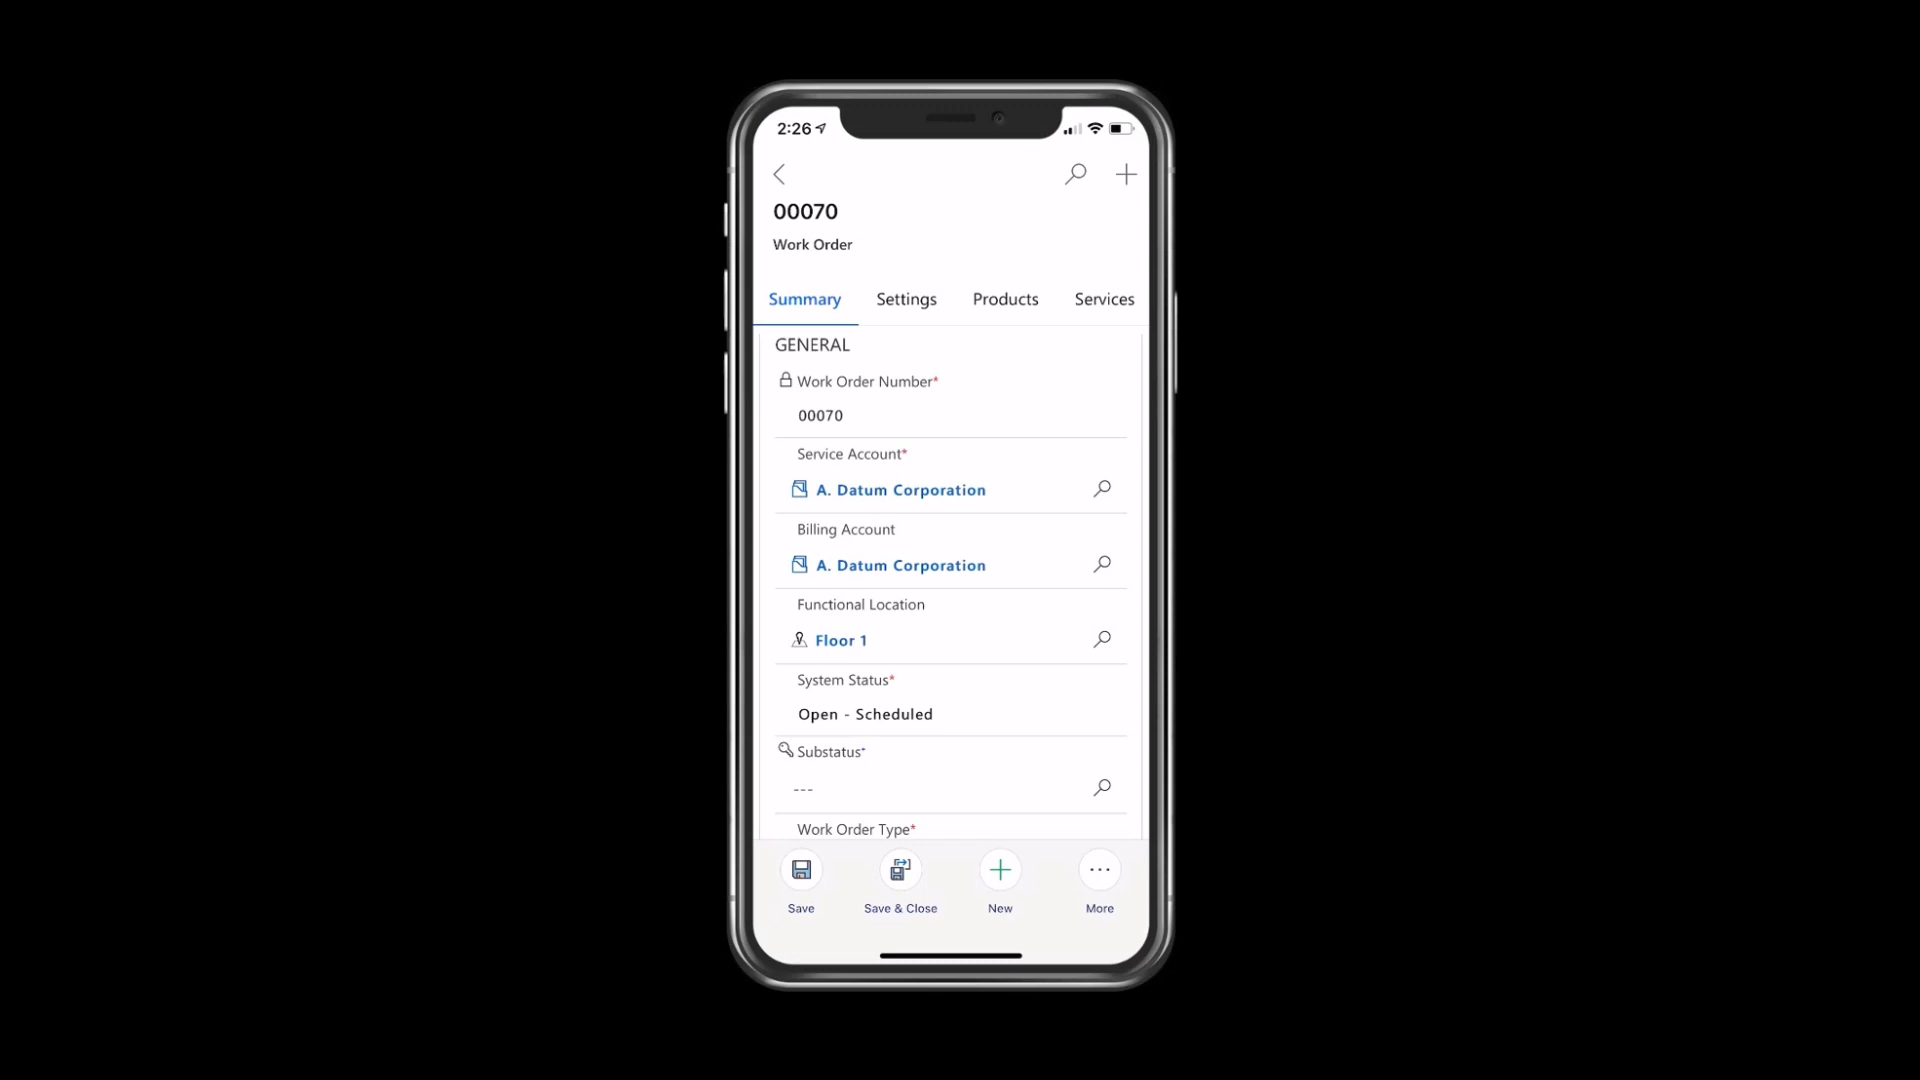 2:26
00070
Work Order
Summary Settings Products Services
GENERAL
Work Order Number*
00070
Service Account*
A. Datum Corporation
Billing Account
A. Datum Corporation
Functional Location
Floor 1
System Status*
Open - Scheduled
Substatus+
---
Work Order Type*
Save Save & Close New More